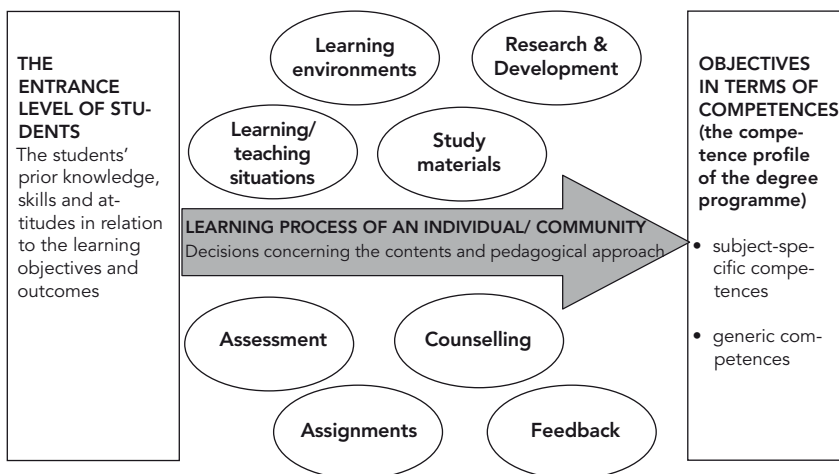 THE
ENTRANCE
LEVEL OF STU-
DENTS
The students'
prior knowledge,
skills and at-
titudes in relation
to the learning
objectives and
outcomes
Learning
environments
Research &
Development
Learning/
teaching
situations
Study
materials
LEARNING PROCESS OF AN INDIVIDUAL/ COMMUNITY
Decisions concerning the contents and pedagogical approach
Assessment
Counselling
Assignments
Feedback
OBJECTIVES
IN TERMS OF
COMPETENCES
(the compe-
tence profile
of the degree
programme)
• subject-spe-
cific compe-
tences
• generic com-
petences